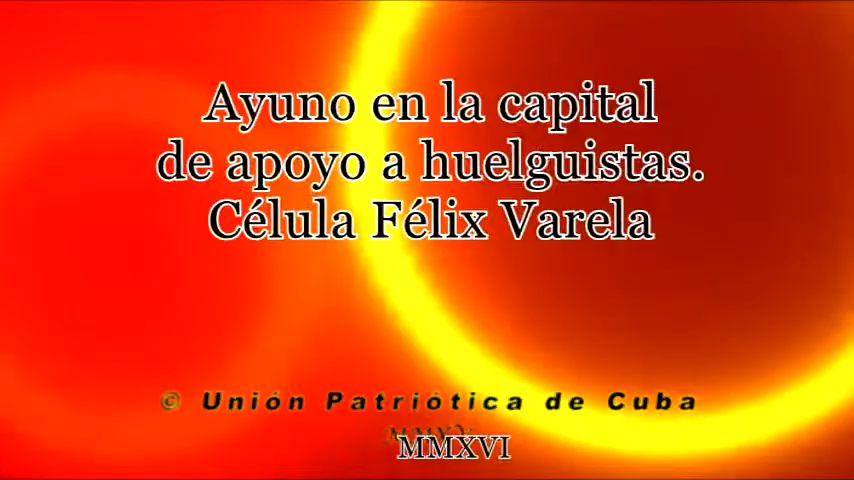 Ayuno en la capital
de apoyo a huelguistas.
Célula Félix Varela
© Unión Patriótica de Cuba
MMXVI